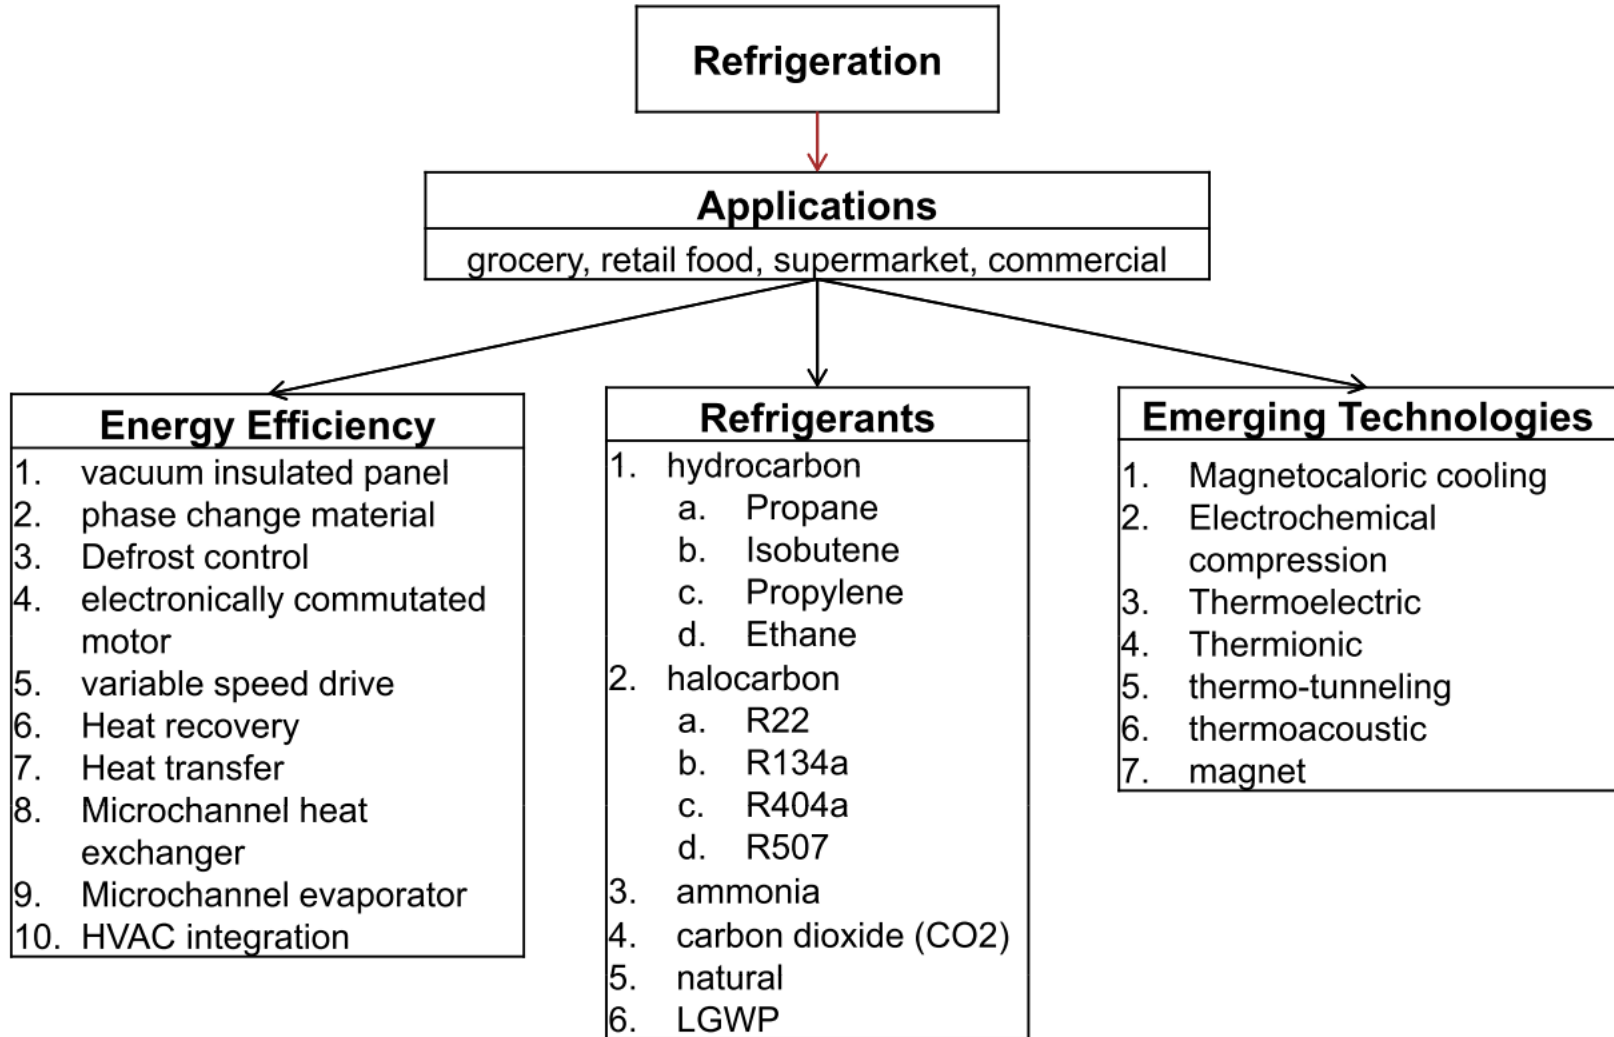 Refrigeration
Applications
grocery, retail food, supermarket, commercial
Energy Efficiency
1. vacuum insulated panel
2. phase change material
3. Defrost control
4. electronically commutated
motor
5. variable speed drive
6. Heat recovery
7. Heat transfer
8. Microchannel heat
exchanger
9. Microchannel evaporator
10. HVAC integration
Refrigerants
1. hydrocarbon
a. Propane
b. Isobutene
c. Propylene
d. Ethane
2. halocarbon
a. R22
b. R134a
c. R404a
d. R507
3. ammonia
4. carbon dioxide (CO2)
5. natural
6. LGWP
Emerging Technologies
1. Magnetocaloric cooling
2. Electrochemical
compression
3. Thermoelectric
4. Thermionic
5. thermo-tunneling
6. thermoacoustic
7. magnet